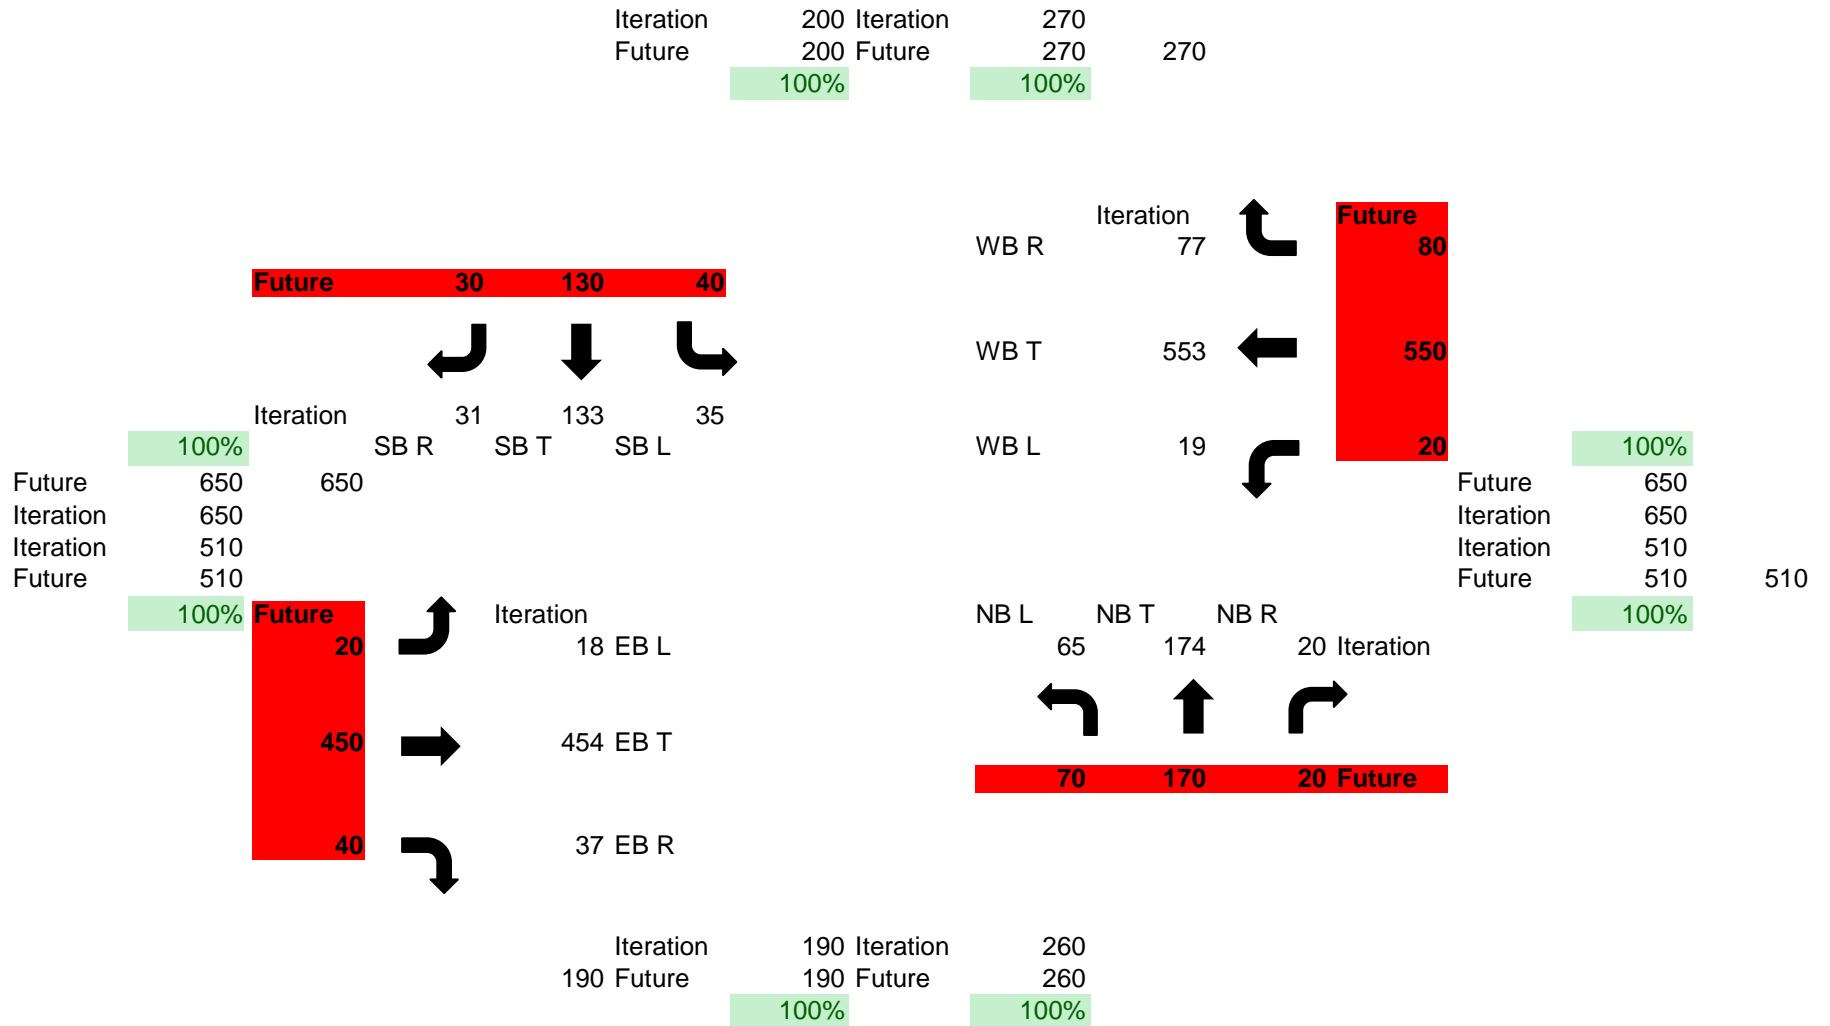 Iteration 200 Iteration 270
Future 200 Future 270 270
100% 100%
Iteration Future
WB R 77 80
Future 30 130 40
WB T 553 550
Iteration 31 133 35
100% SB R SB T SB L WB L 19 20 100%
Future 650 650 Future 650
Iteration 650 Iteration 650
Iteration 510 Iteration 510
Future 510 Future 510 510
100% Future Iteration NB L NB T NB R 100%
20 18 EB L 65 174 20 Iteration
450 454 EB T
70 170 20 Future
40 37 EB R
Iteration 190 Iteration 260
190 Future 190 Future 260
100% 100%